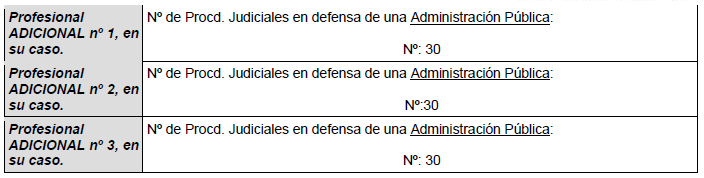 Profesional
ADICIONAL nº 1, en
su caso.
Nº de Procd. Judiciales en defensa de una Administración Pública:
Nº: 30
Profesional
ADICIONAL nº 2, en
su caso.
Nº de Procd. Judiciales en defensa de una Administración Pública:
Nº:30
Profesional
ADICIONAL nº 3, en
su caso.
Nº de Procd. Judiciales en defensa de una Administración Pública:
Nº: 30